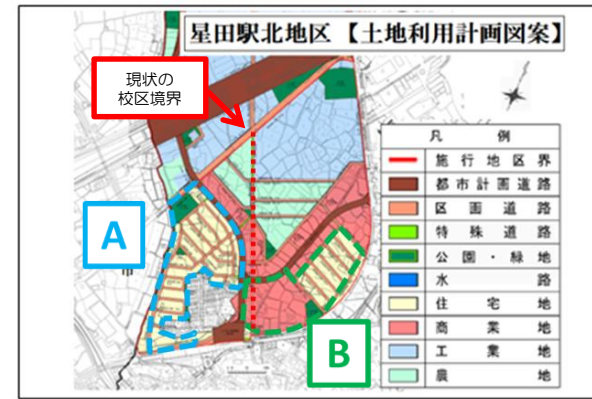 星田駅北地区【土地利用計画図案】
現状の
校区境界
凡例
施行地区界
都市計画道路
区画道路
特殊道路
公園・緑地
水路
住宅地
商業地
工業地
農地
A
B